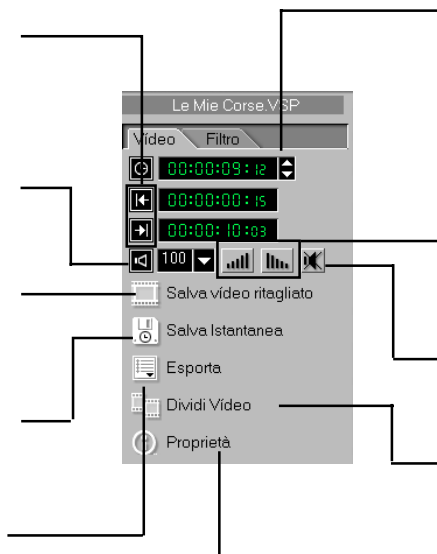 Le Mie Corse.VSP
Vídeo Filtro
00:00:09:12
00:00:00:15
00:00:10:03
100
Salva vídeo ritagliato
Salva Istantanea
Esporta
Dividi Vídeo
Proprietà